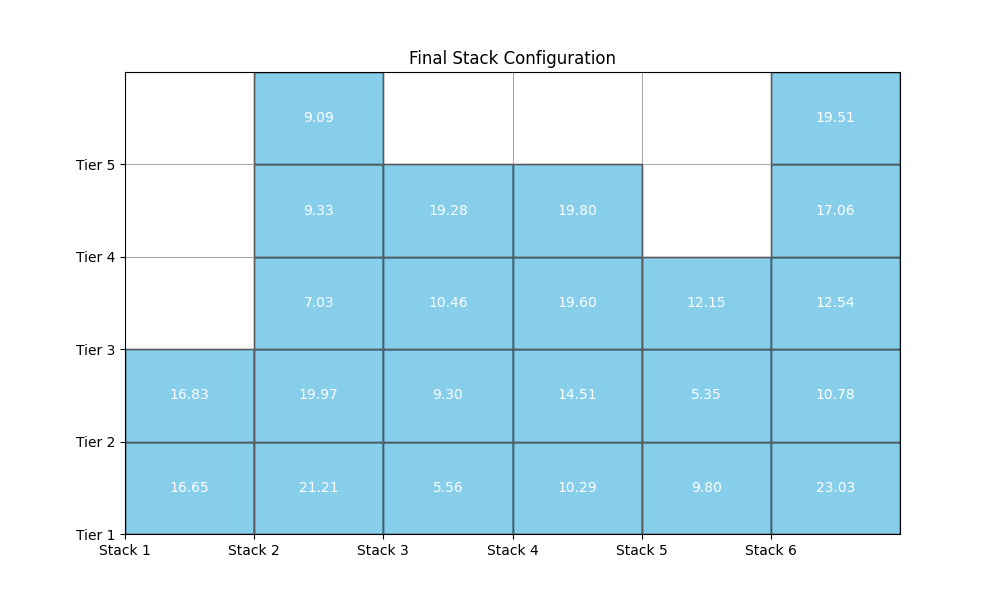 Final Stack Configuration
9.09 19.51
Tier 5
9.33 19.28 19.80 17.06
Tier 4
7.03 10.46 19.60 12.15 12.54
Tier 3
16.83 19.97 9.30 14.51 5.35 10.78
Tier 2
16.65 21.21 5.56 10.29 9.80 23.03
Tier 1
Stack 1 Stack 2 Stack 3 Stack 4 Stack 5 Stack 6